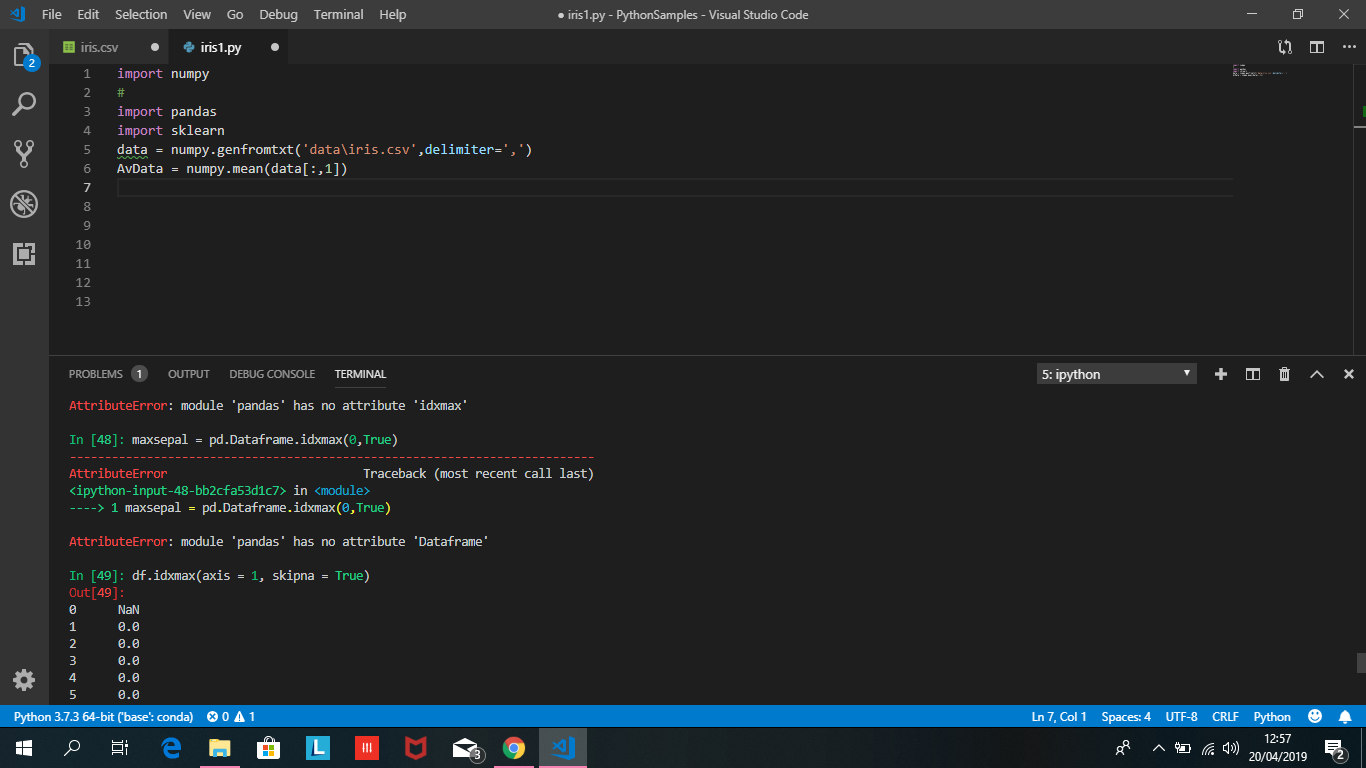 File Edit Selection View Go Debug Terminal Help
● iris1.py - PythonSamples - Visual Studio Code
iris.csv
iris1.py
2
1 import numpy
2 #
3 import pandas
4 import sklearn
5 data = numpy.genfromtxt('data\iris.csv',delimiter=',')
6 AvData = numpy.mean(data[:,1])
7
8
9
10
11
12
13
PROBLEMS 1 OUTPUT DEBUG CONSOLE TERMINAL
5: ipython
AttributeError: module 'pandas' has no attribute 'idxmax'
In [48]: maxsepal = pd.Dataframe.idxmax(0,True)
---------------------------------------------------------------------------
AttributeError Traceback (most recent call last)
<ipython-input-48-bb2cfa53d1c7> in <module>
----> 1 maxsepal = pd.Dataframe.idxmax(0,True)
AttributeError: module 'pandas' has no attribute 'Dataframe'
In [49]: df.idxmax(axis = 1, skipna = True)
Out[49]:
0 NaN
1 0.0
2 0.0
3 0.0
4 0.0
5 0.0
Python 3.7.3 64-bit ('base': conda) 0 1
Ln 7, Col 1 Spaces: 4 UTF-8 CRLF Python
L
3
12:57
20/04/2019
2